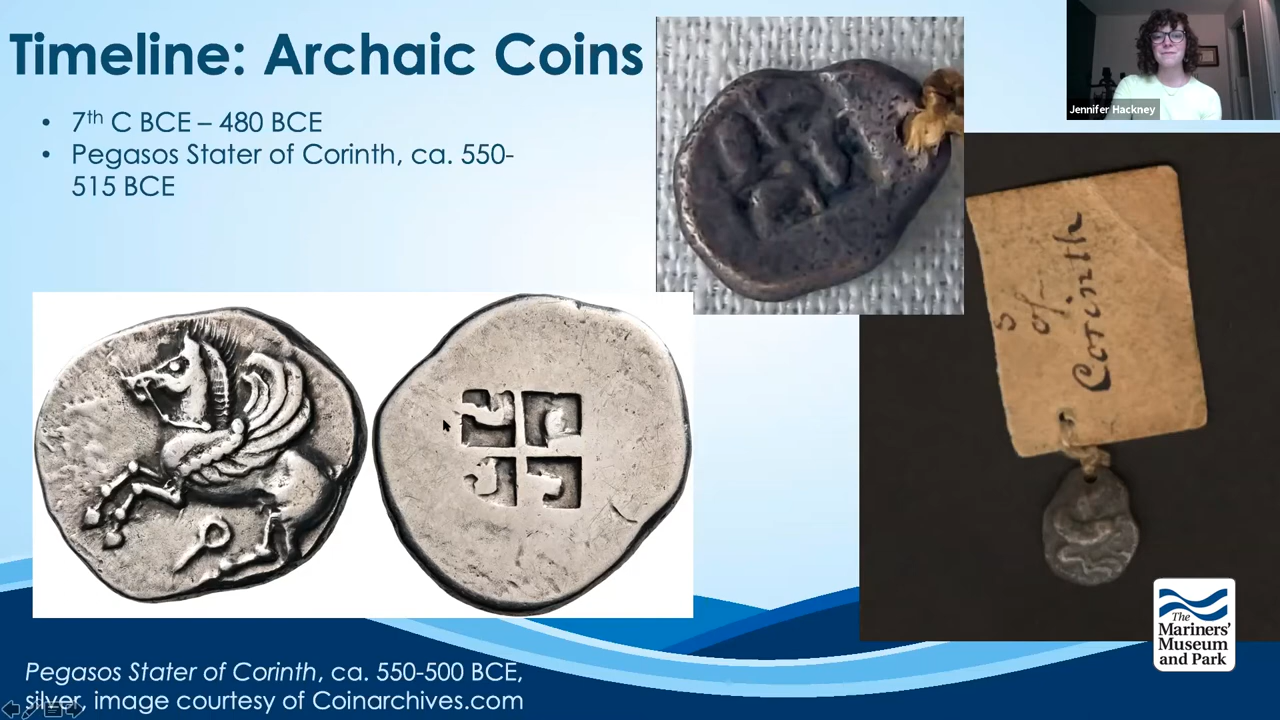 Timeline: Archaic Coins
• 7th C BCE – 480 BCE
• Pegasos Stater of Corinth, ca. 550-
515 BCE
Jennifer Hackney
S
of
Corinth
The
Mariners'
Museum
and Park
Pegasos Stater of Corinth, ca. 550-500 BCE,
silver, image courtesy of Coinarchives.com